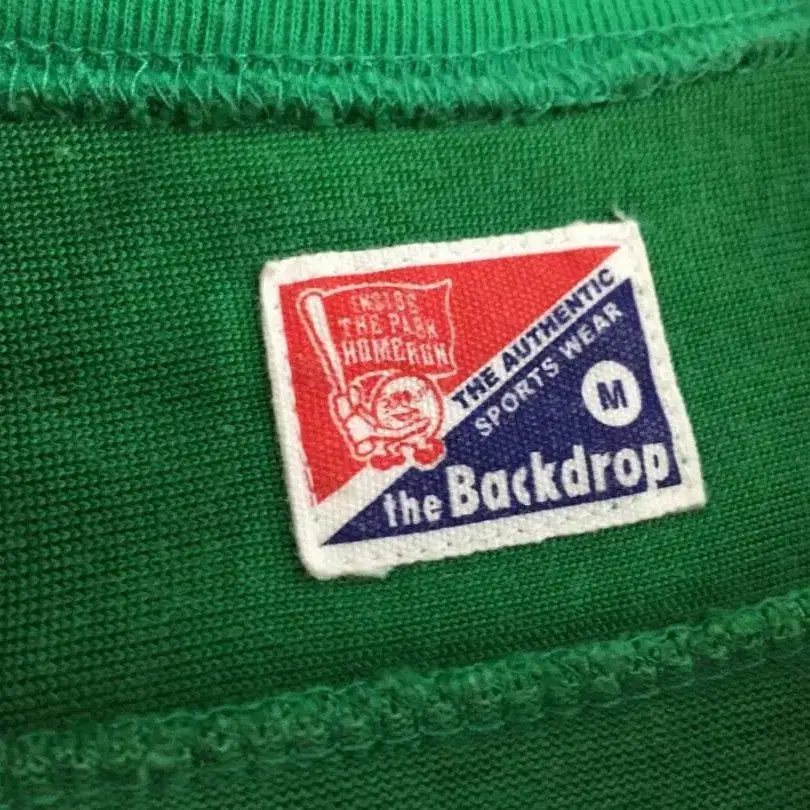 INSIDE
THE PARK
HOMERUN
THE AUTHENTIC
SPORTS WEAR
M
the Backdrop